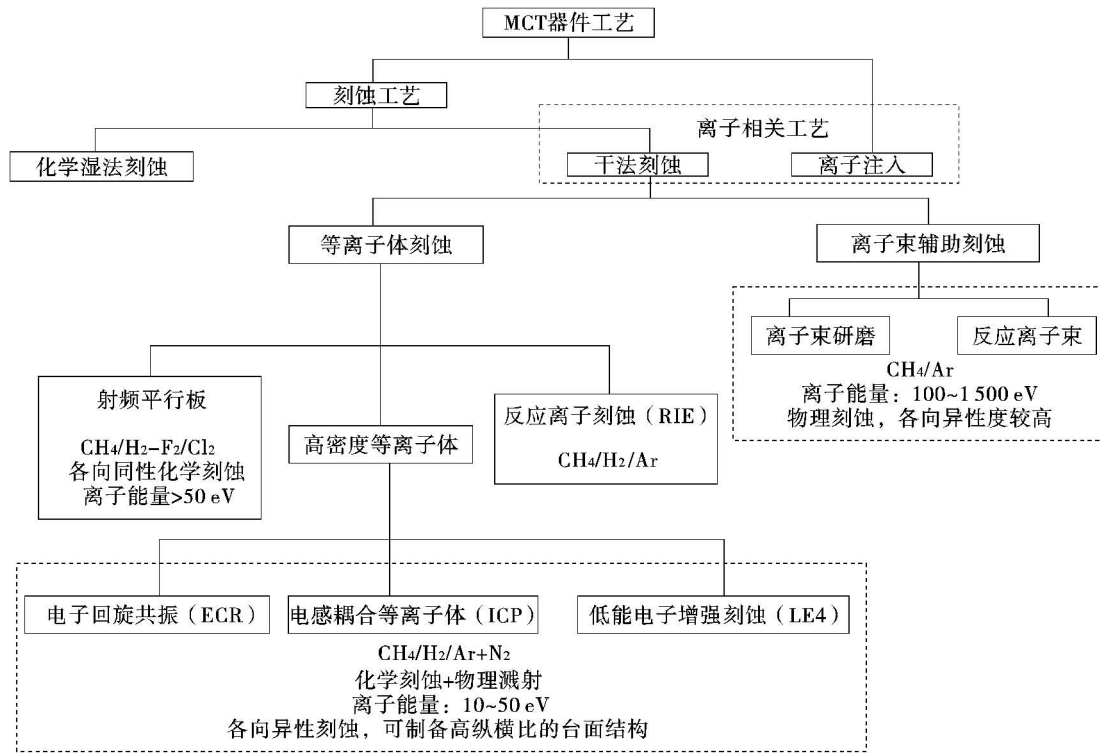 MCT器件工艺
刻蚀工艺
离子相关工艺
化学湿法刻蚀
干法刻蚀
离子注入
等离子体刻蚀
离子束辅助刻蚀
离子束研磨
反应离子束
CH₄/Ar
离子能量：100~1 500 eV
物理刻蚀，各向异性度较高
射频平行板
CH₄/H₂-F₂/Cl₂
各向同性化学刻蚀
离子能量>50 eV
高密度等离子体
反应离子刻蚀（RIE）
CH₄/H₂/Ar
电子回旋共振（ECR）
电感耦合等离子体（ICP）
低能电子增强刻蚀（LE4）
CH₄/H₂/Ar+N₂
化学刻蚀+物理溅射
离子能量：10~50 eV
各向异性刻蚀，可制备高纵横比的台面结构